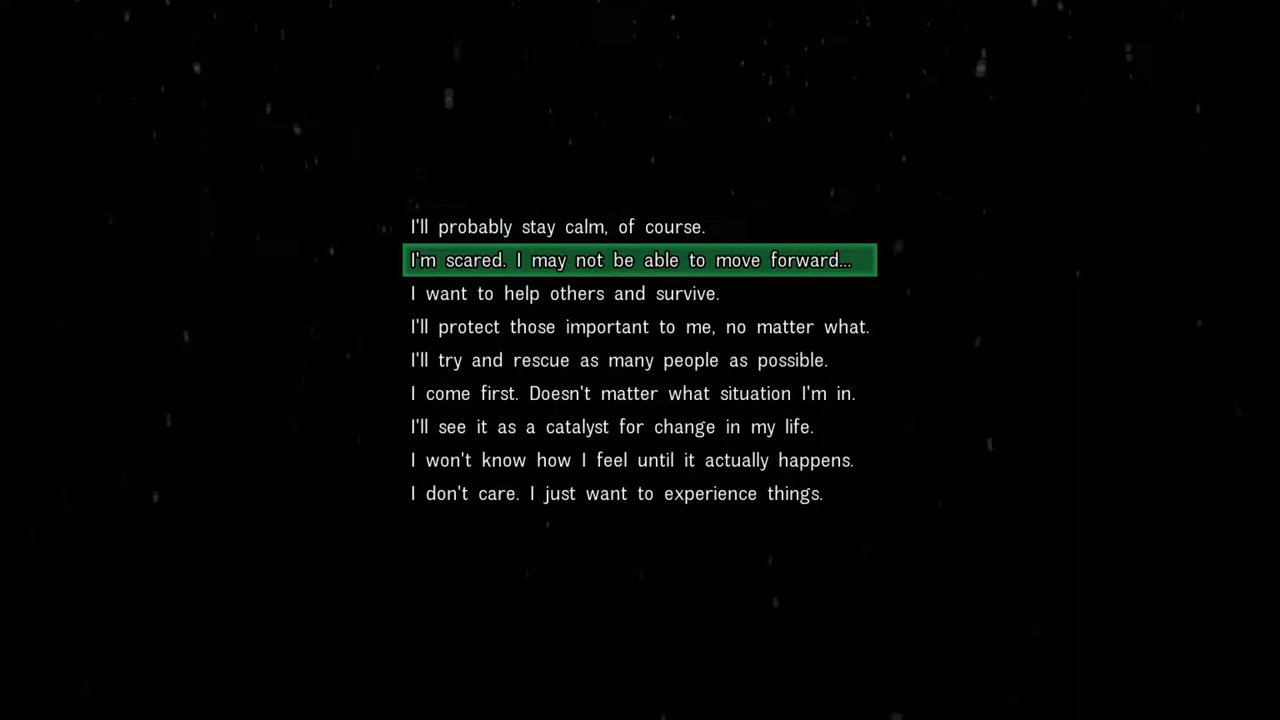 I'll probably stay calm, of course.
I'm scared. I may not be able to move forward...
I want to help others and survive.
I'll protect those important to me, no matter what.
I'll try and rescue as many people as possible.
I come first. Doesn't matter what situation I'm in.
I'll see it as a catalyst for change in my life.
I won't know how I feel until it actually happens.
I don't care. I just want to experience things.